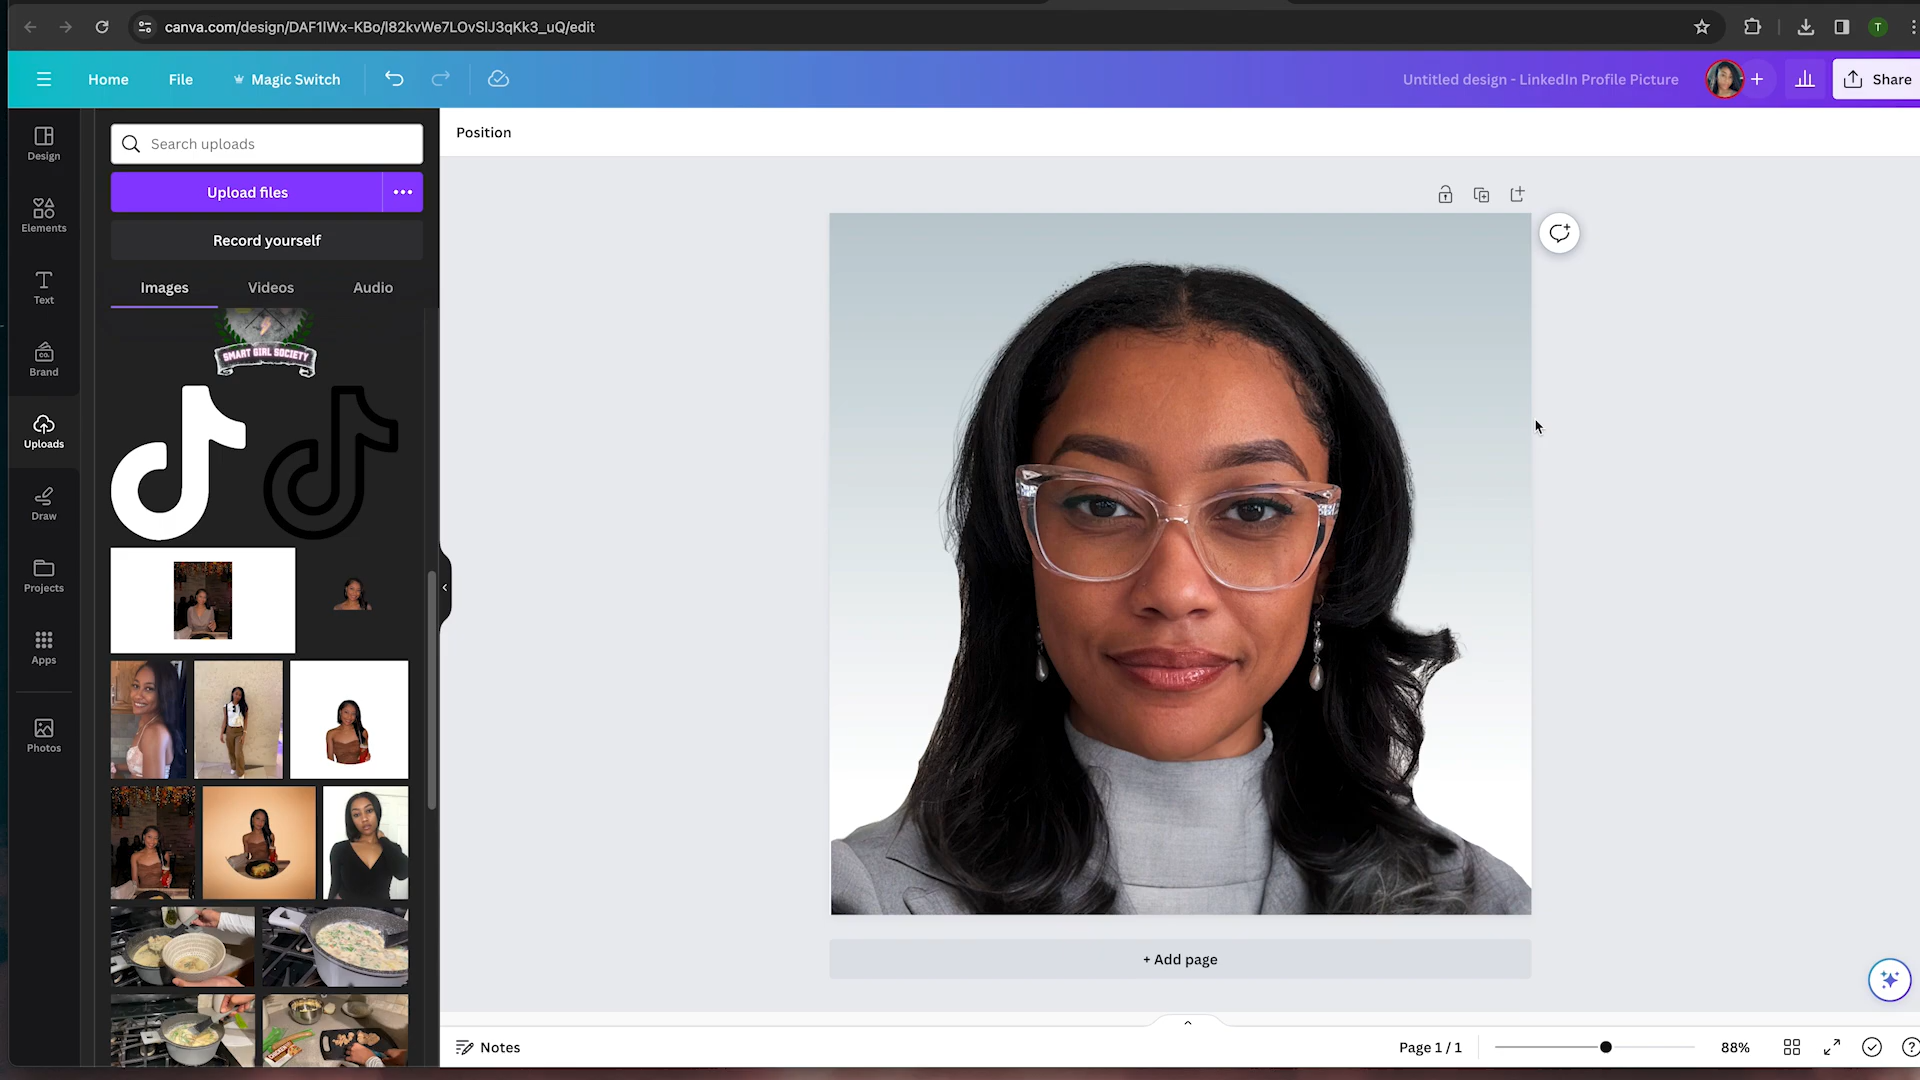 canva.com/design/DAF1lWx-KBo/l82kvWe7LOvSlJ3qKk3_uQ/edit
T
Home File Magic Switch
Untitled design - LinkedIn Profile Picture
Share
Design
Elements
Text
CO.
Brand
Uploads
Draw
Projects
Apps
Photos
Search uploads
Upload files
Record yourself
Images Videos Audio
SMART GIRL SOCIETY
Position
+ Add page
Notes
Page 1 / 1
88%